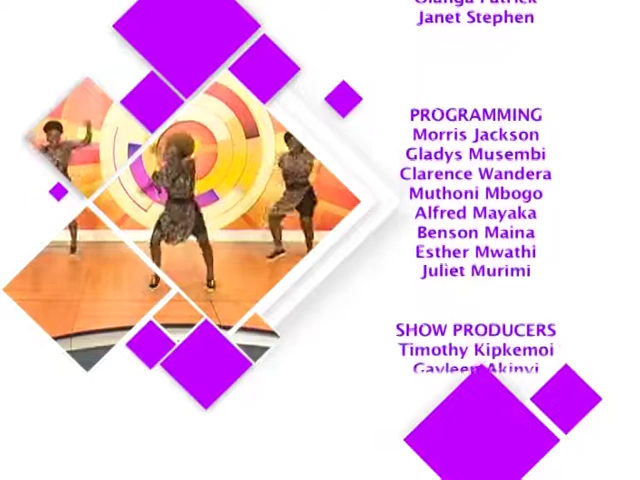 Janet Stephen
PROGRAMMING
Morris Jackson
Gladys Musembi
Clarence Wandera
Muthoni Mbogo
Alfred Mayaka
Benson Maina
Esther Mwathi
Juliet Murimi
SHOW PRODUCERS
Timothy Kipkemoi
Akinyi